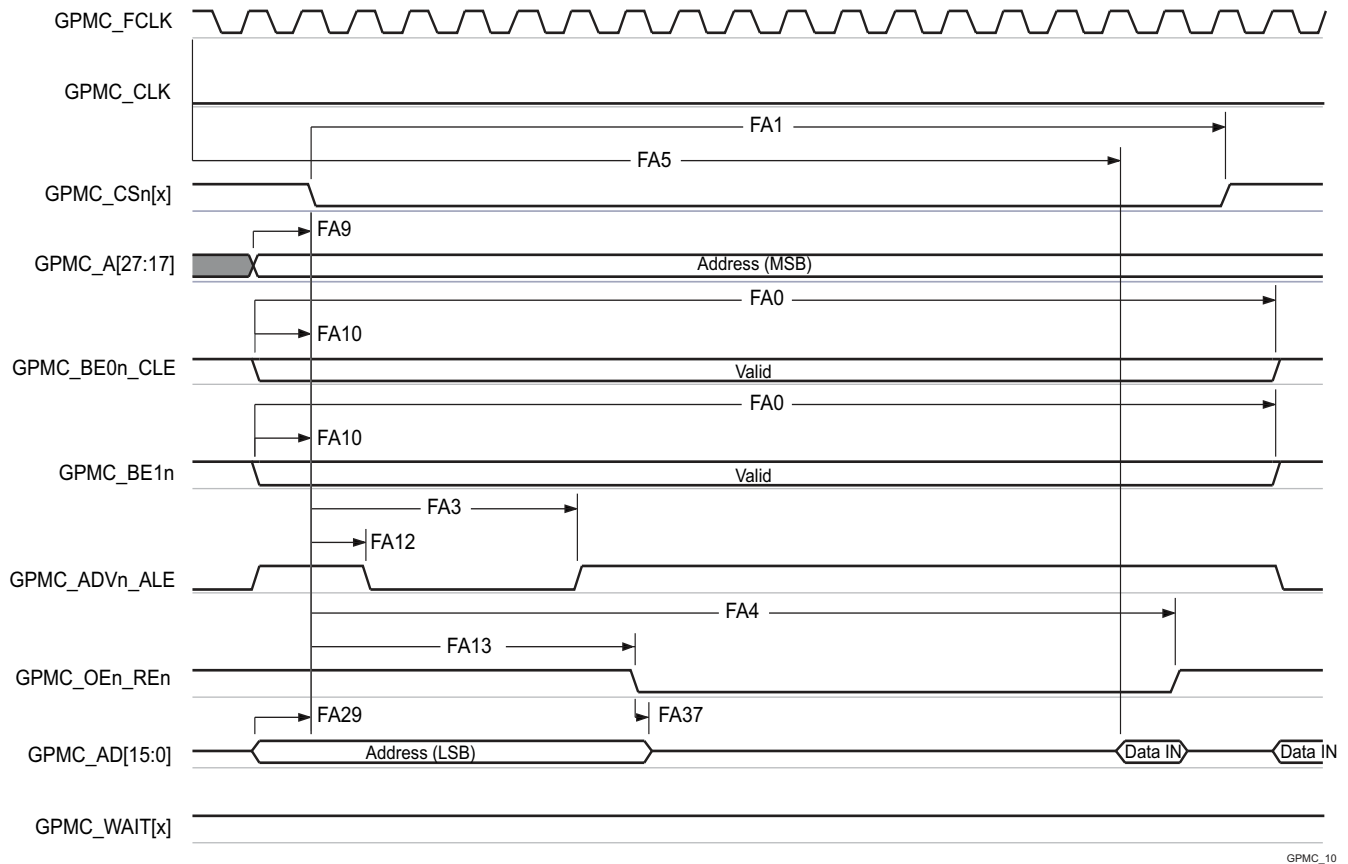 GPMC_FCLK
GPMC_CLK
FA1
FA5
GPMC_CSn[x]
FA9
GPMC_A[27:17]
Address (MSB)
FA0
FA10
GPMC_BE0n_CLE
Valid
FA0
FA10
GPMC_BE1n
Valid
FA3
FA12
GPMC_ADVn_ALE
FA4
FA13
GPMC_OEn_REn
FA29
FA37
GPMC_AD[15:0]
Address (LSB)
Data IN
Data IN
GPMC_WAIT[x]
GPMC_10